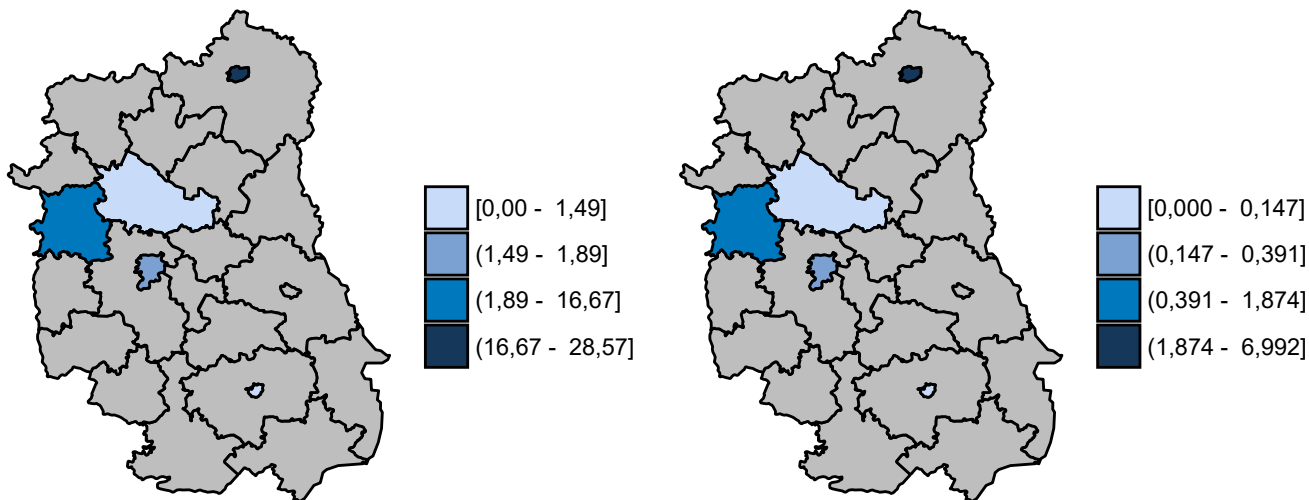 [0,00 - 1,49]
(1,49 - 1,89]
(1,89 - 16,67]
(16,67 - 28,57]
[0,000 - 0,147]
(0,147 - 0,391]
(0,391 - 1,874]
(1,874 - 6,992]